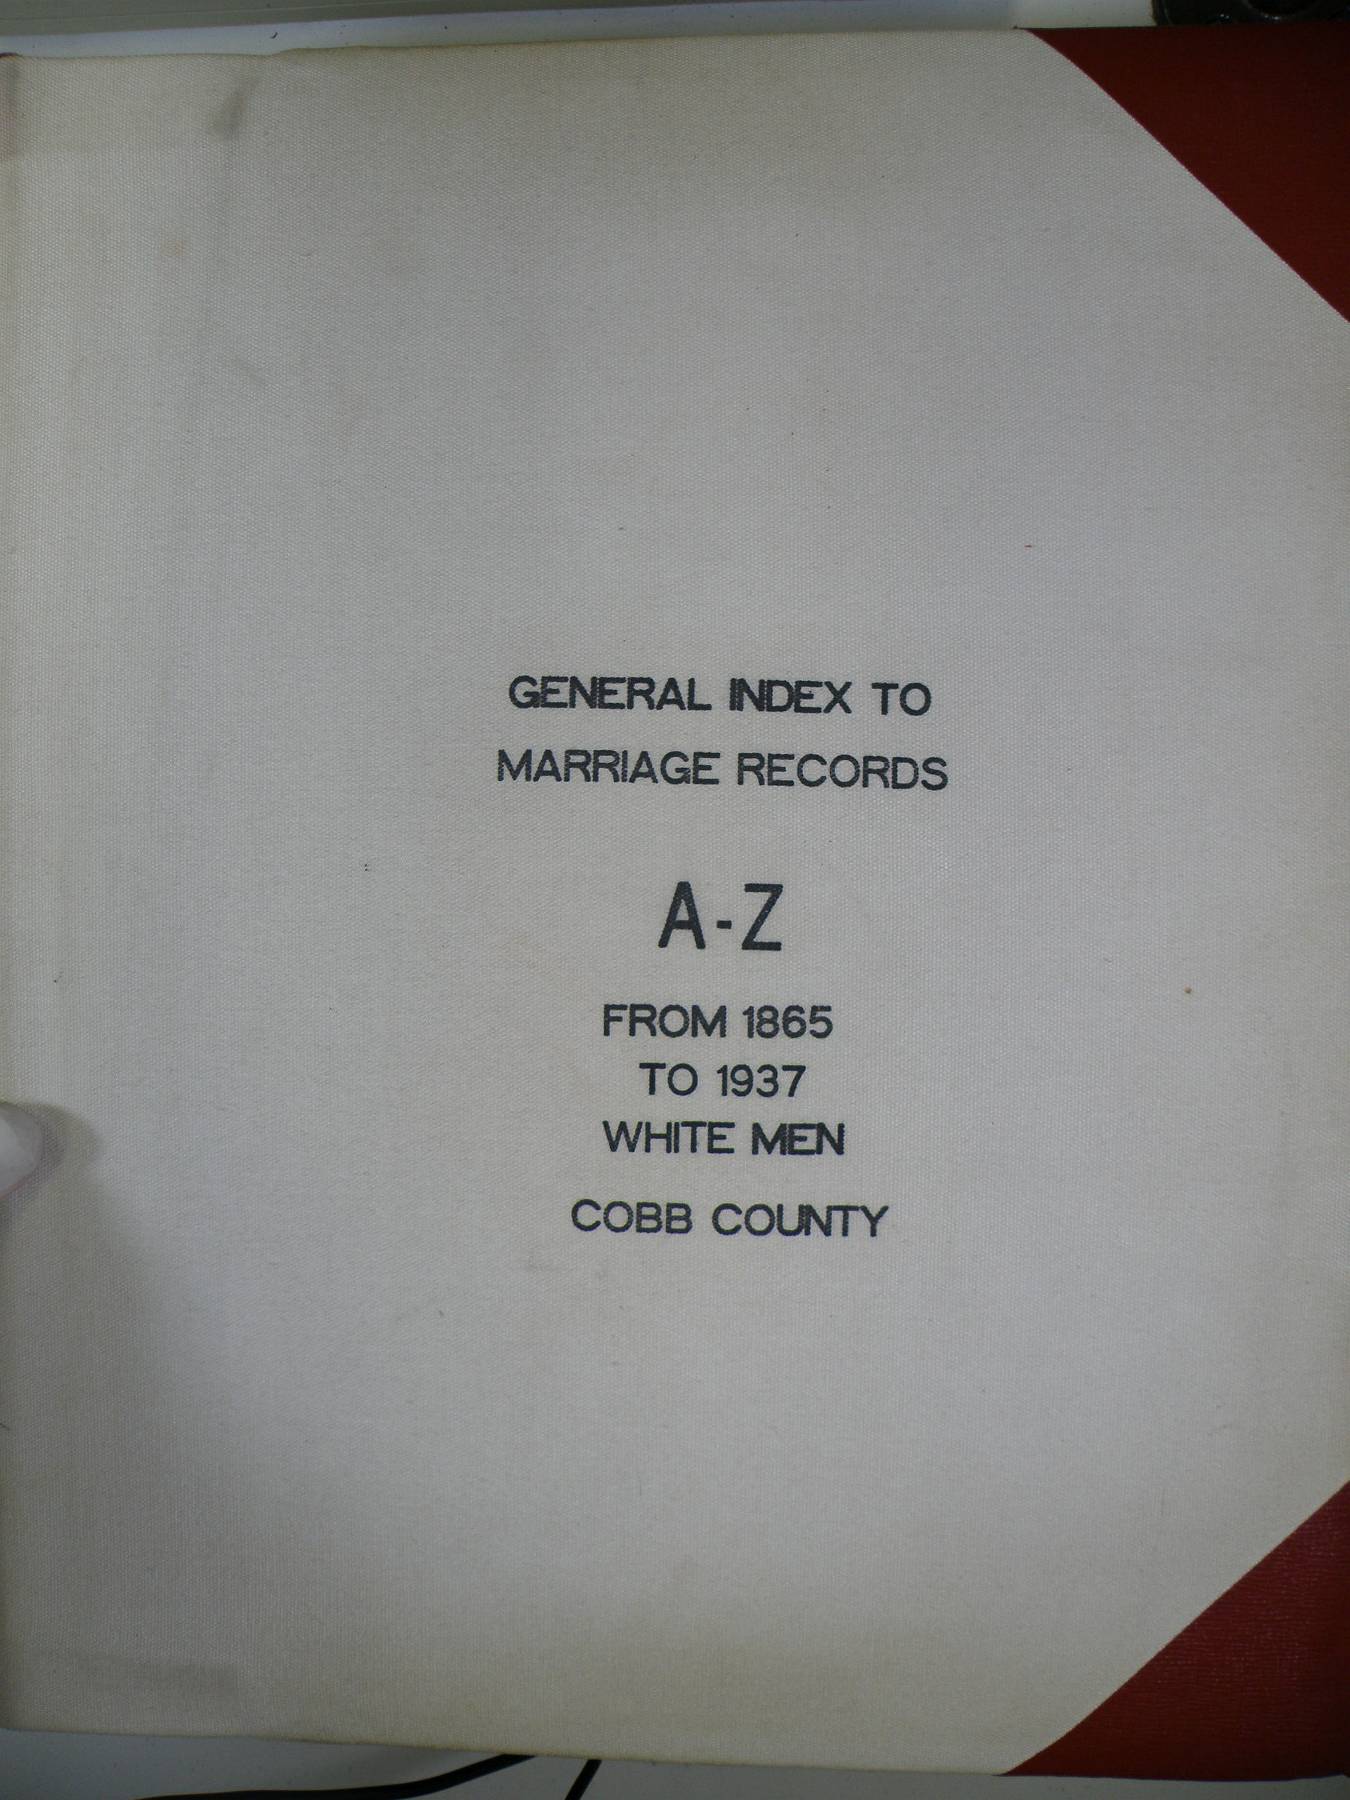 GENERAL INDEX TO
MARRIAGE RECORDS
A-Z
FROM 1865
TO 1937
WHITE MEN
COBB COUNTY